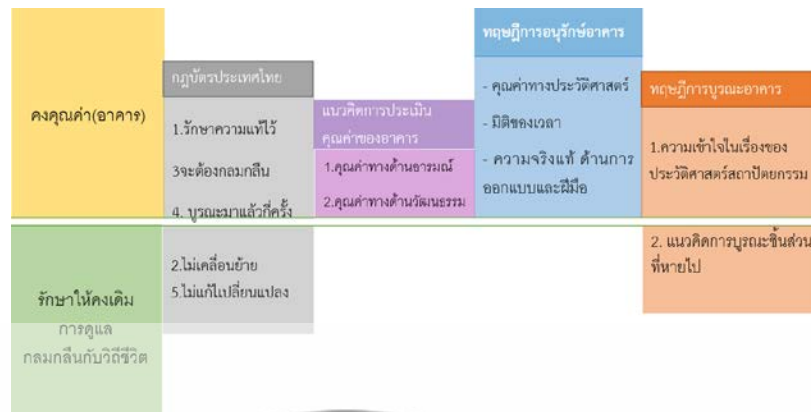 คงคุณค่า(อาคาร)
กฎบัตรประเทศไทย
1.รักษาความแท้ไว้
3จะต้องกลมกลืน
4. บูรณะมาแล้วกี่ครั้ง
แนวคิดการประเมิน
คุณค่าของอาคาร
1.คุณค่าทางด้านอารมณ์
2.คุณค่าทางด้านวัฒนธรรม
ทฤษฎีการอนุรักษ์อาคาร
- คุณค่าทางประวัติศาสตร์
- มิติของเวลา
- ความจริงแท้ ด้านการ
ออกแบบและฝีมือ
ทฤษฎีการบูรณะอาคาร
1.ความเข้าใจในเรื่องของ
ประวัติศาสตร์สถาปัตยกรรม
รักษาให้คงเดิม
การดูแล
กลมกลืนกับวิถีชีวิต
2.ไม่เคลื่อนย้าย
5.ไม่แก้ไเปลี่ยนแปลง
2. แนวคิดการบูรณะชิ้นส่วน
ที่หายไป